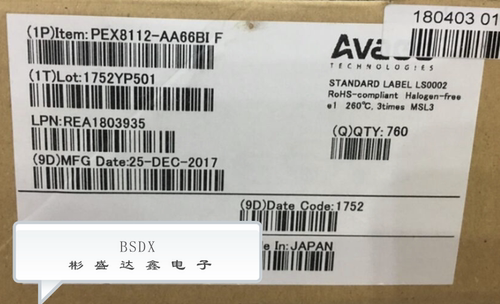 180403 01
(1P)Item: PEX8112-AA66BI F
(1T)Lot: 1752YP501
LPN:REA1803935
(9D)MFG Date:25-DEC-2017
TECHNOLOGIES
STANDARD LABEL LS0002
RoHS-compliant Halogen-free
e1 260℃, 3times MSL3
(Q)QTY: 760
(9D)Date Code: 1752
In: JAPAN
BSDX
彬盛达鑫电子